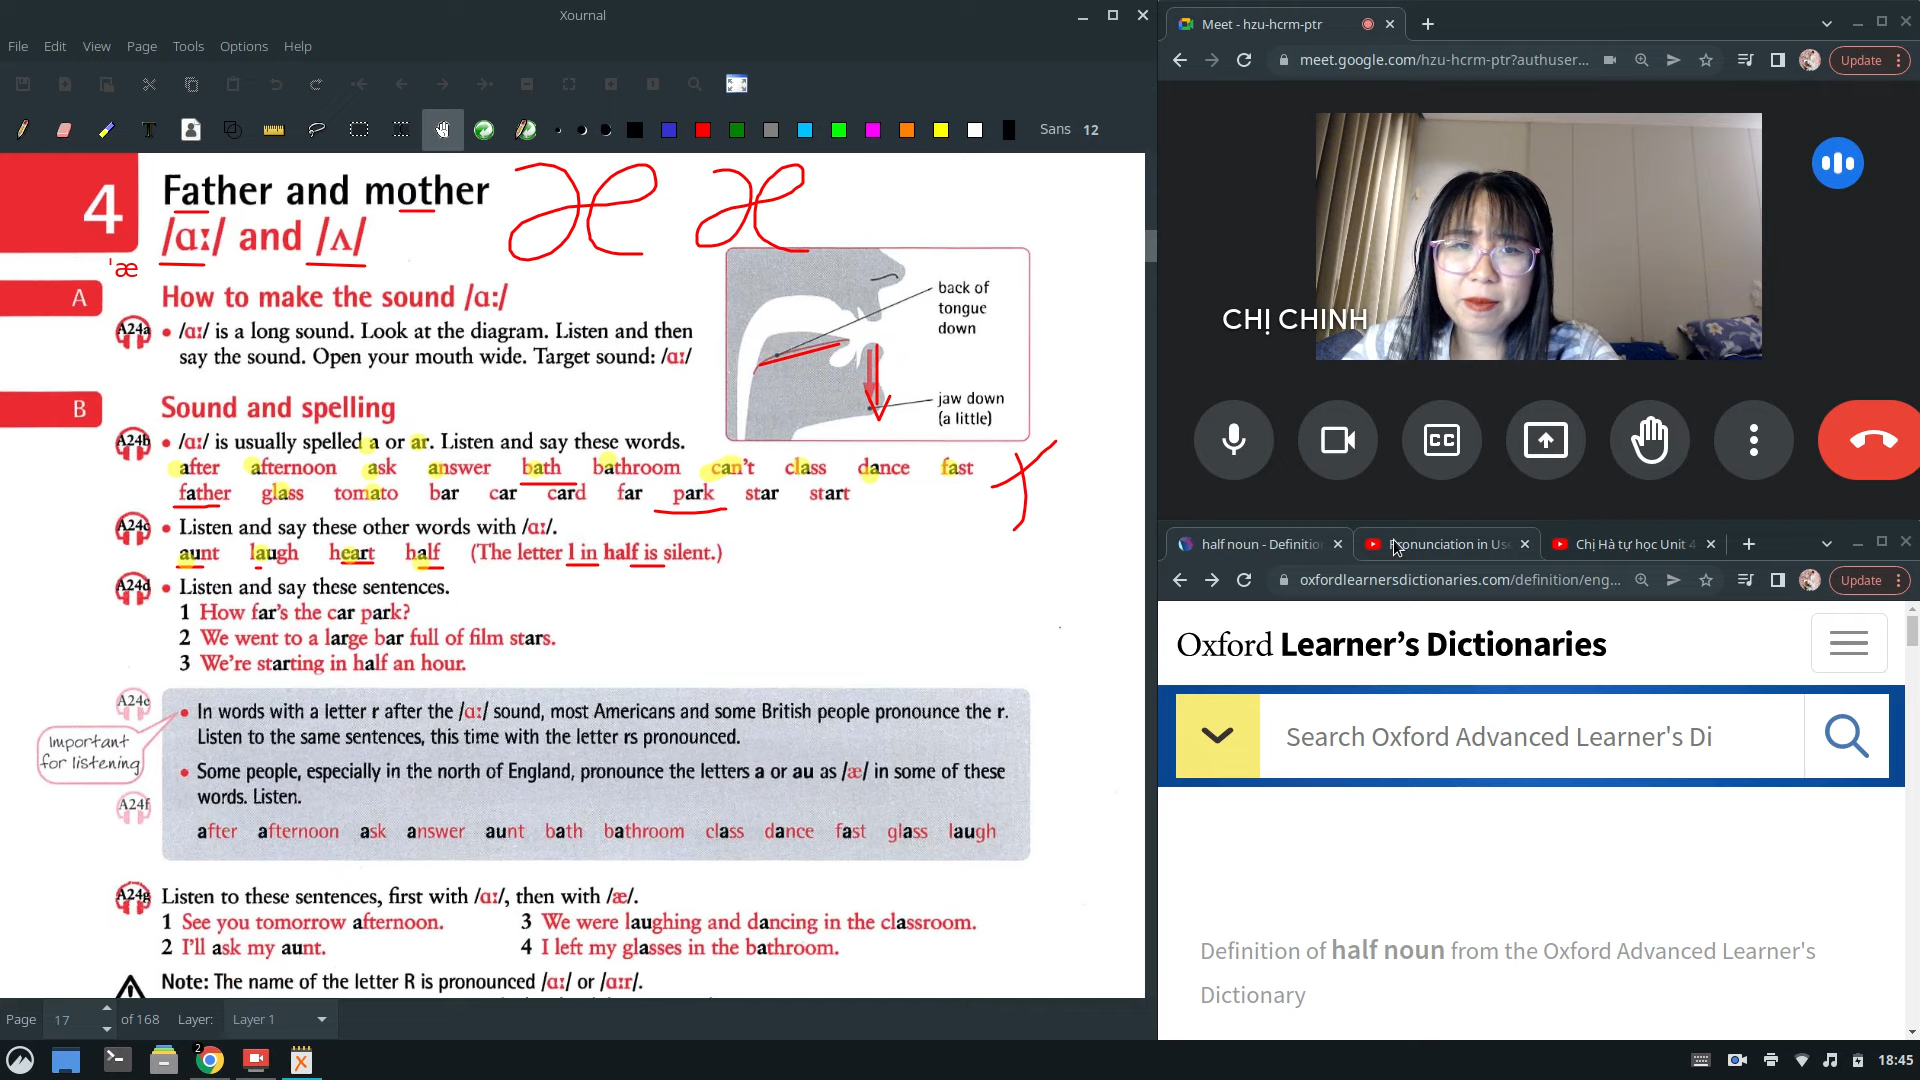 Xournal
File Edit View Page Tools Options Help
Sans 12
4
Father and mother
æ æ
/ɑː/ and /ʌ/
ˈæ
A
How to make the sound /ɑː/
A24a • /ɑː/ is a long sound. Look at the diagram. Listen and then
say the sound. Open your mouth wide. Target sound: /ɑː/
back of
tongue
down
jaw down
(a little)
B
Sound and spelling
A24b • /ɑː/ is usually spelled a or ar. Listen and say these words.
after afternoon ask answer bath bathroom can't class dance fast
father glass tomato bar car card far park star start
A24c • Listen and say these other words with /ɑː/.
aunt laugh heart half (The letter l in half is silent.)
A24d • Listen and say these sentences.
1 How far's the car park?
2 We went to a large bar full of film stars.
3 We're starting in half an hour.
A24e
• In words with a letter r after the /ɑː/ sound, most Americans and some British people pronounce the r.
Listen to the same sentences, this time with the letter rs pronounced.
Important
for listening
• Some people, especially in the north of England, pronounce the letters a or au as /æ/ in some of these
words. Listen.
A24f
after afternoon ask answer aunt bath bathroom class dance fast glass laugh
A24g Listen to these sentences, first with /ɑː/, then with /æ/.
1 See you tomorrow afternoon. 3 We were laughing and dancing in the classroom.
2 I'll ask my aunt. 4 I left my glasses in the bathroom.
Note: The name of the letter R is pronounced /ɑː/ or /ɑːr/.
Page 17 of 168 Layer: Layer 1
2
Meet - hzu-hcrm-ptr
meet.google.com/hzu-hcrm-ptr?authuser...
Update
CHỊ CHINH
CC
half noun - Definitio
Pronunciation in Us
Chị Hà tự học Unit 4
oxfordlearnersdictionaries.com/definition/eng...
Update
Oxford Learner's Dictionaries
Search Oxford Advanced Learner's Di
Definition of half noun from the Oxford Advanced Learner's
Dictionary
18:45